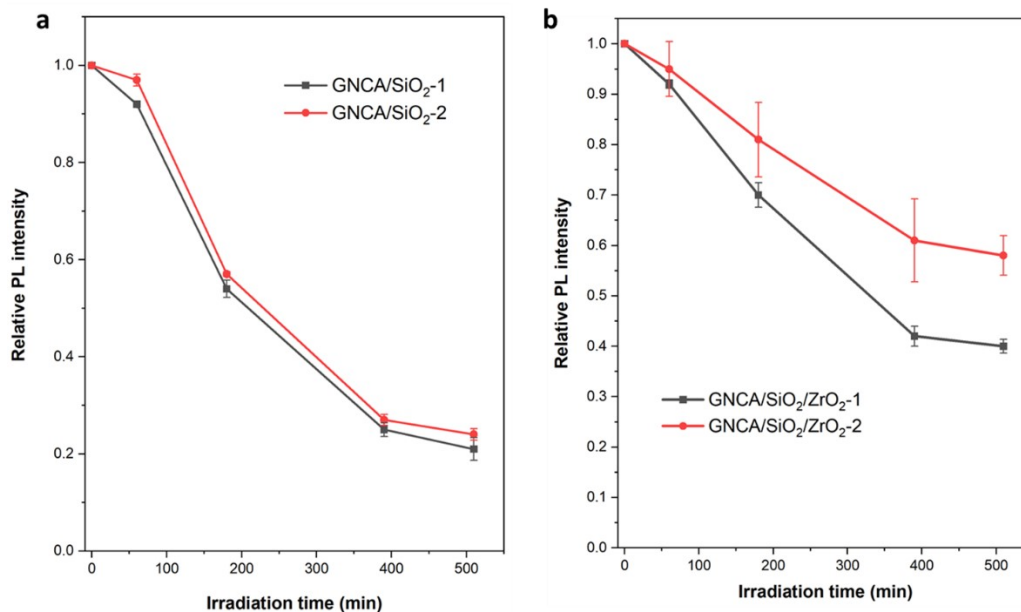 a
Relative PL intensity
1.0
0.8
0.6
0.4
0.2
0.0
GNCA/SiO₂-1
GNCA/SiO₂-2
0 100 200 300 400 500
Irradiation time (min)
b
Relative PL intensity
1.0
0.9
0.8
0.7
0.6
0.5
0.4
0.3
0.2
0.1
0.0
GNCA/SiO₂/ZrO₂-1
GNCA/SiO₂/ZrO₂-2
0 100 200 300 400 500
Irradiation time (min)